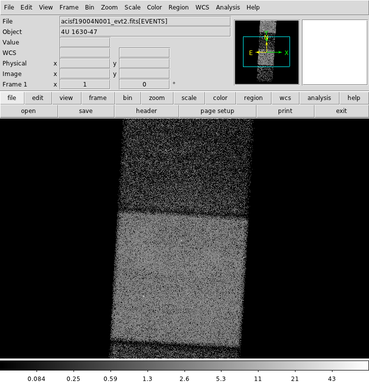 File Edit View Frame Bin Zoom Scale Color Region WCS Analysis Help
File acisf19004N001_evt2.fits[EVENTS]
Object 4U 1630-47
Value
WCS
Physical x y
Image x y
Frame 1 x 1 0 °
E N X
file edit view frame bin zoom scale color region wcs analysis help
open save header page setup print exit
0.084 0.25 0.59 1.3 2.6 5.3 11 21 43